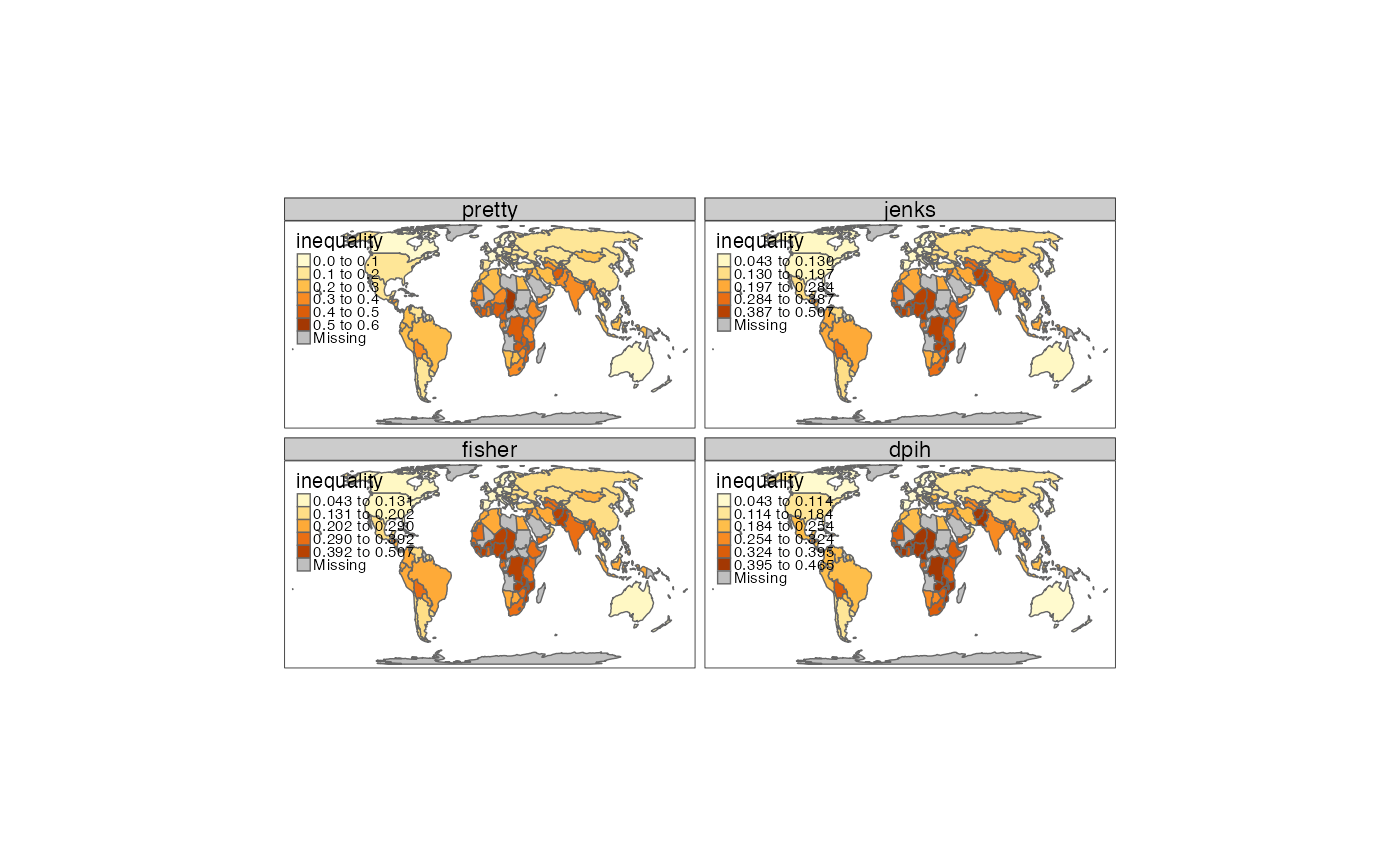 pretty
inequality
0.0 to 0.1
0.1 to 0.2
0.2 to 0.3
0.3 to 0.4
0.4 to 0.5
0.5 to 0.6
Missing
jenks
inequality
0.043 to 0.130
0.130 to 0.197
0.197 to 0.284
0.284 to 0.387
0.387 to 0.507
Missing
fisher
inequality
0.043 to 0.131
0.131 to 0.202
0.202 to 0.290
0.290 to 0.392
0.392 to 0.507
Missing
dpih
inequality
0.043 to 0.114
0.114 to 0.184
0.184 to 0.254
0.254 to 0.324
0.324 to 0.395
0.395 to 0.465
Missing